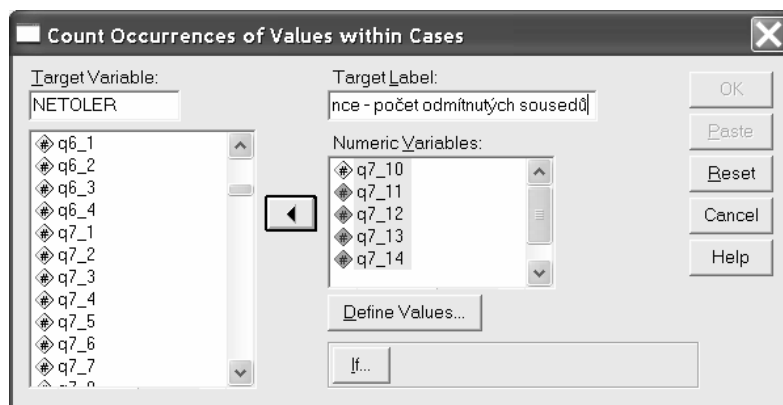 Count Occurrences of Values within Cases
Target Variable:
NETOLER
q6_1
q6_2
q6_3
q6_4
q7_1
q7_2
q7_3
q7_4
q7_5
q7_6
q7_7
Target Label:
nce - počet odmítnutých sousedů
Numeric Variables:
# q7_10
# q7_11
# q7_12
# q7_13
# q7_14
Define Values...
If...
OK
Paste
Reset
Cancel
Help